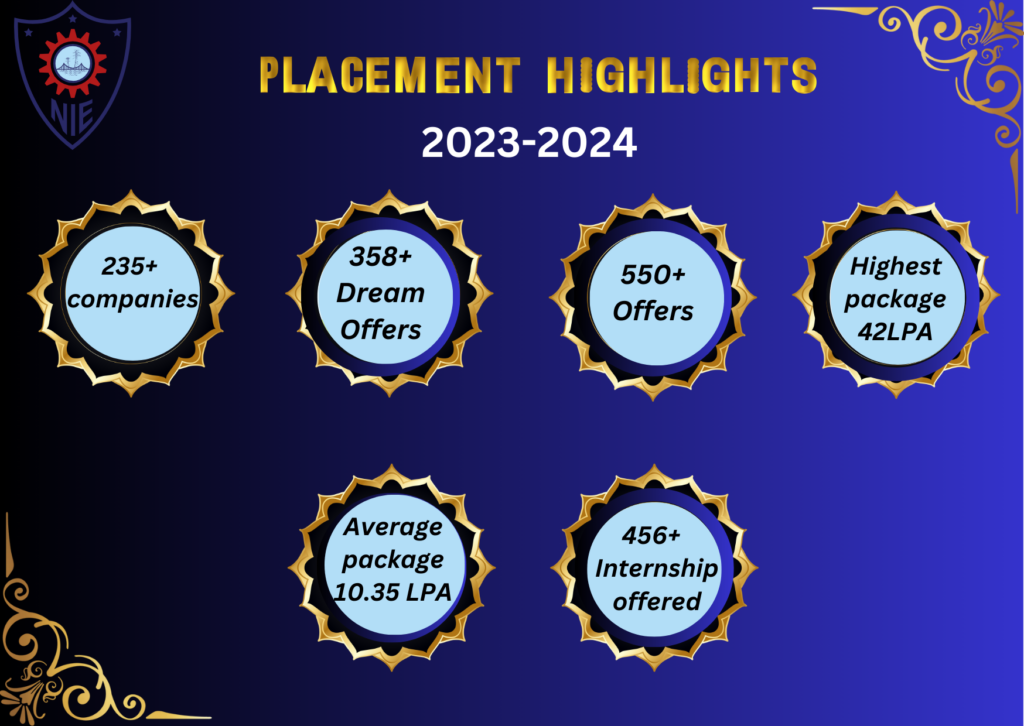 NIE
PLACEMENT HIGHLIGHTS
2023-2024
235+
companies
358+
Dream
Offers
550+
Offers
Highest
package
42LPA
Average
package
10.35 LPA
456+
Internship
offered